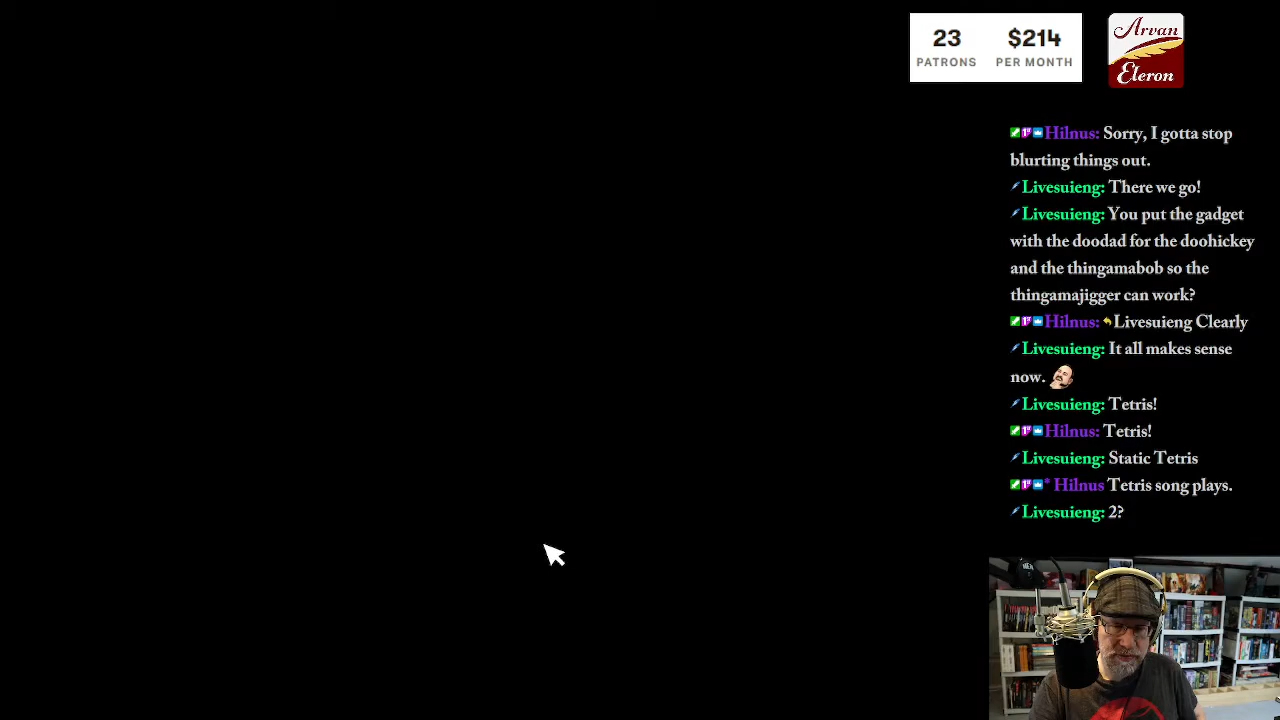 23
$214
PATRONS
PER MONTH
Arvan
Eleron
Hilnus: Sorry, I gotta stop
blurting things out.
Livesuieng: There we go!
Livesuieng: You put the gadget
with the doodad for the doohickey
and the thingamabob so the
thingamajigger can work?
Hilnus: Livesuieng Clearly
Livesuieng: It all makes sense
now.
Livesuieng: Tetris!
Hilnus: Tetris!
Livesuieng: Static Tetris
* Hilnus Tetris song plays.
Livesuieng: 2?